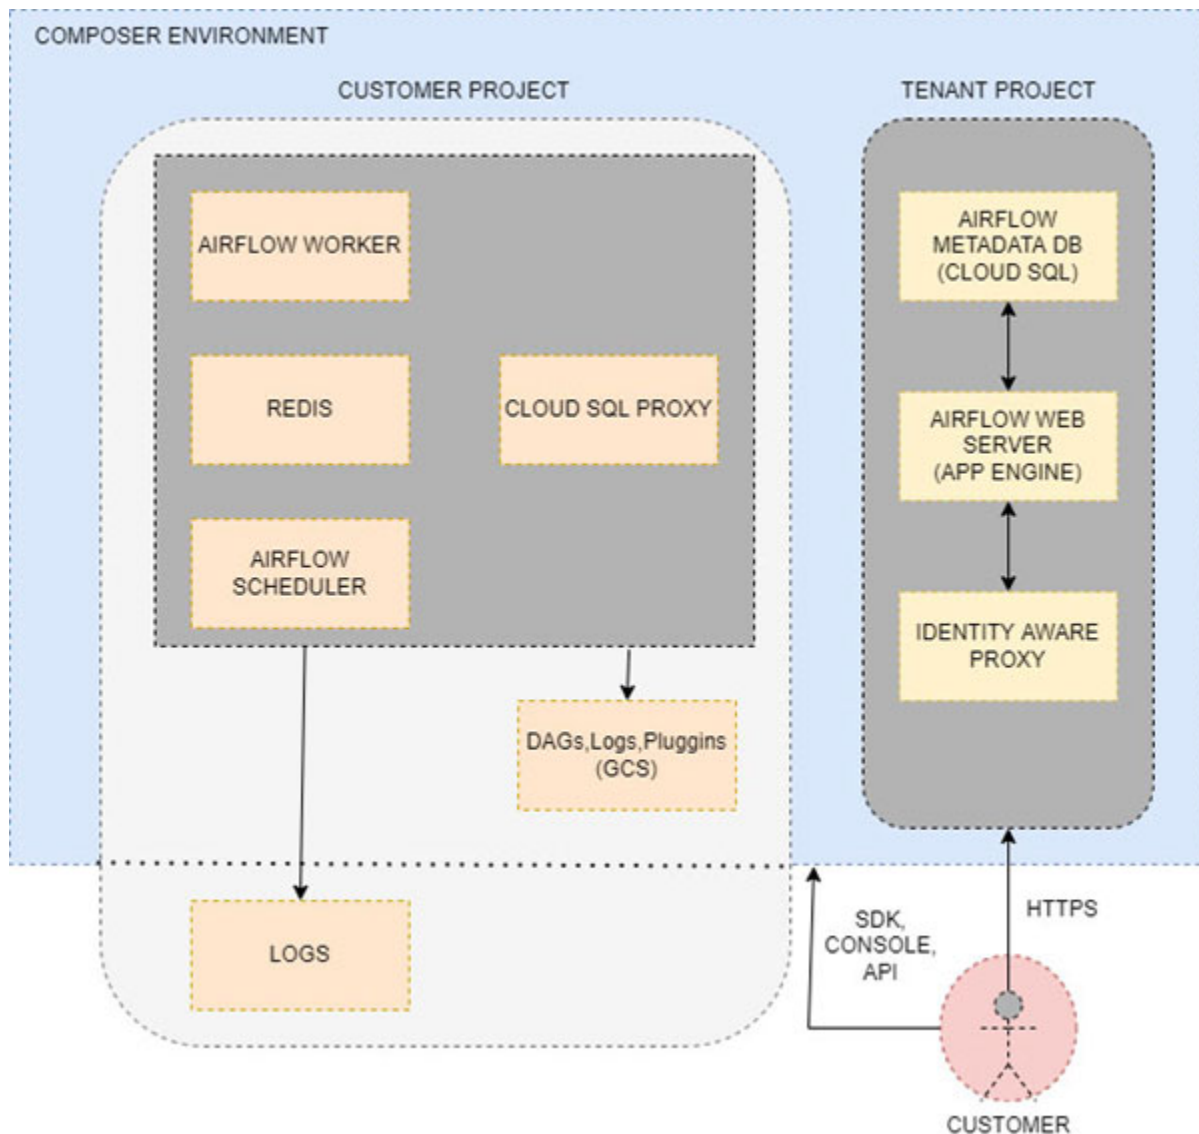 COMPOSER ENVIRONMENT
CUSTOMER PROJECT
TENANT PROJECT
AIRFLOW WORKER
REDIS
CLOUD SQL PROXY
AIRFLOW
SCHEDULER
DAGs,Logs,Pluggins
(GCS)
LOGS
AIRFLOW
METADATA DB
(CLOUD SQL)
AIRFLOW WEB
SERVER
(APP ENGINE)
IDENTITY AWARE
PROXY
SDK,
CONSOLE,
API
HTTPS
CUSTOMER